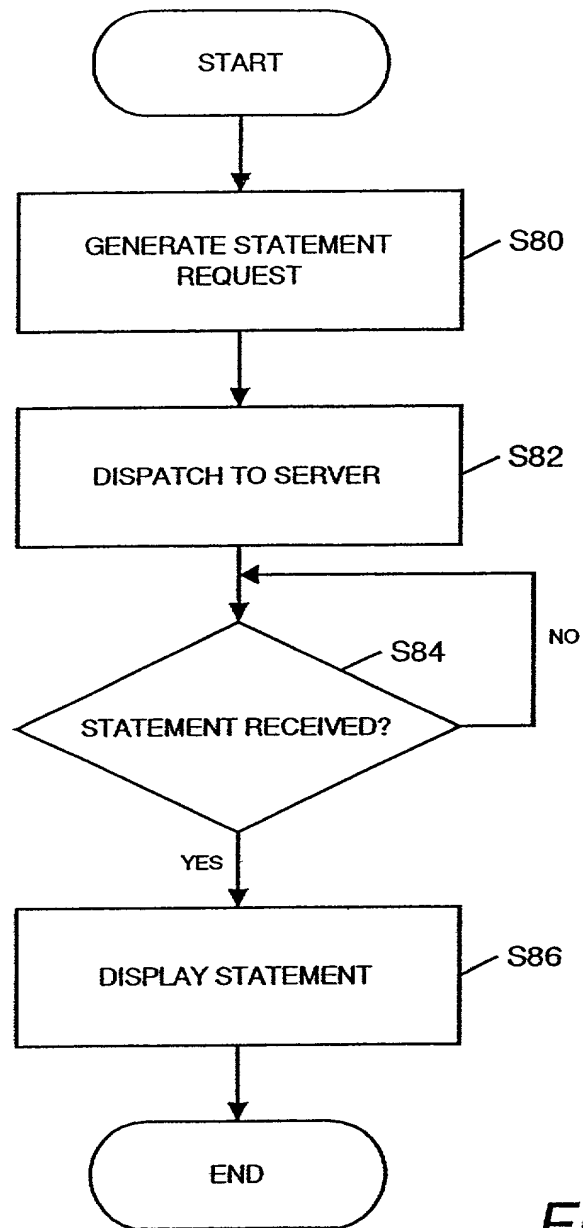 START
GENERATE STATEMENT
REQUEST
S80
DISPATCH TO SERVER
S82
S84
NO
STATEMENT RECEIVED?
YES
DISPLAY STATEMENT
S86
END